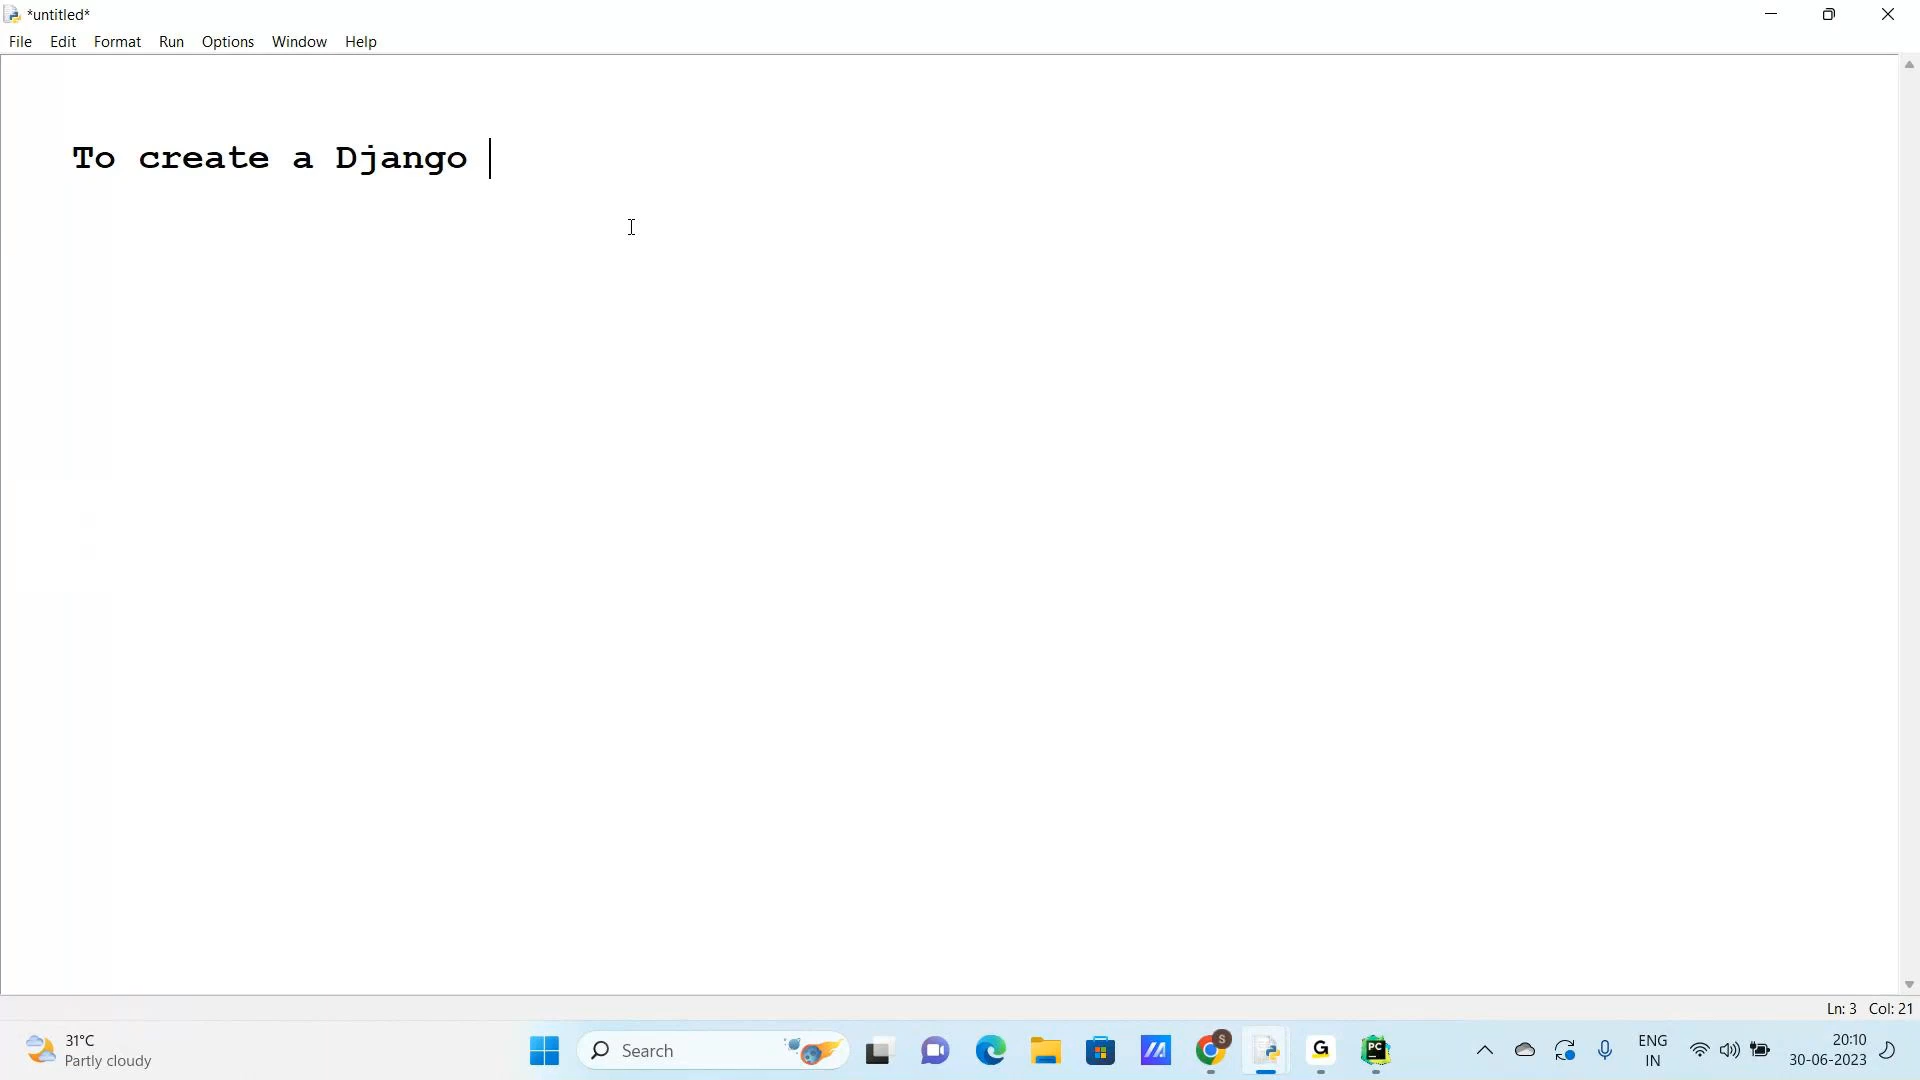 *untitled*
File Edit Format Run Options Window Help
To create a Django
Ln: 3 Col: 21
31°C
Partly cloudy
Search
S
G
PC
ENG
IN
20:10
30-06-2023